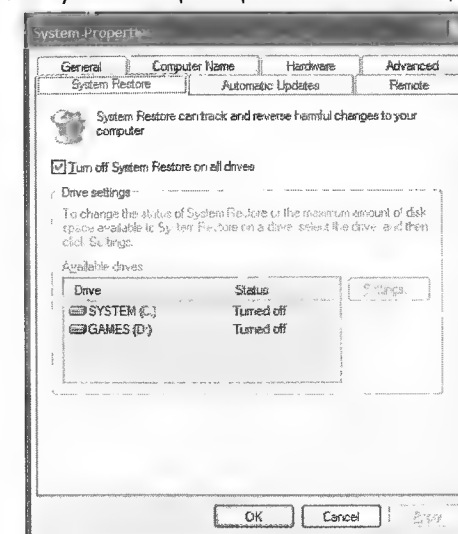 System Properties
General Computer Name Hardware Advanced
System Restore Automatic Updates Remote
System Restore can track and reverse harmful changes to your
computer
Turn off System Restore on all drives
Drive settings
To change the status of System Restore or the maximum amount of disk
space available to System Restore on a drive select the drive and then
click Settings.
Available drives
Drive Status
SYSTEM (C:) Turned off
GAMES (D:) Turned off
Settings.
OK Cancel